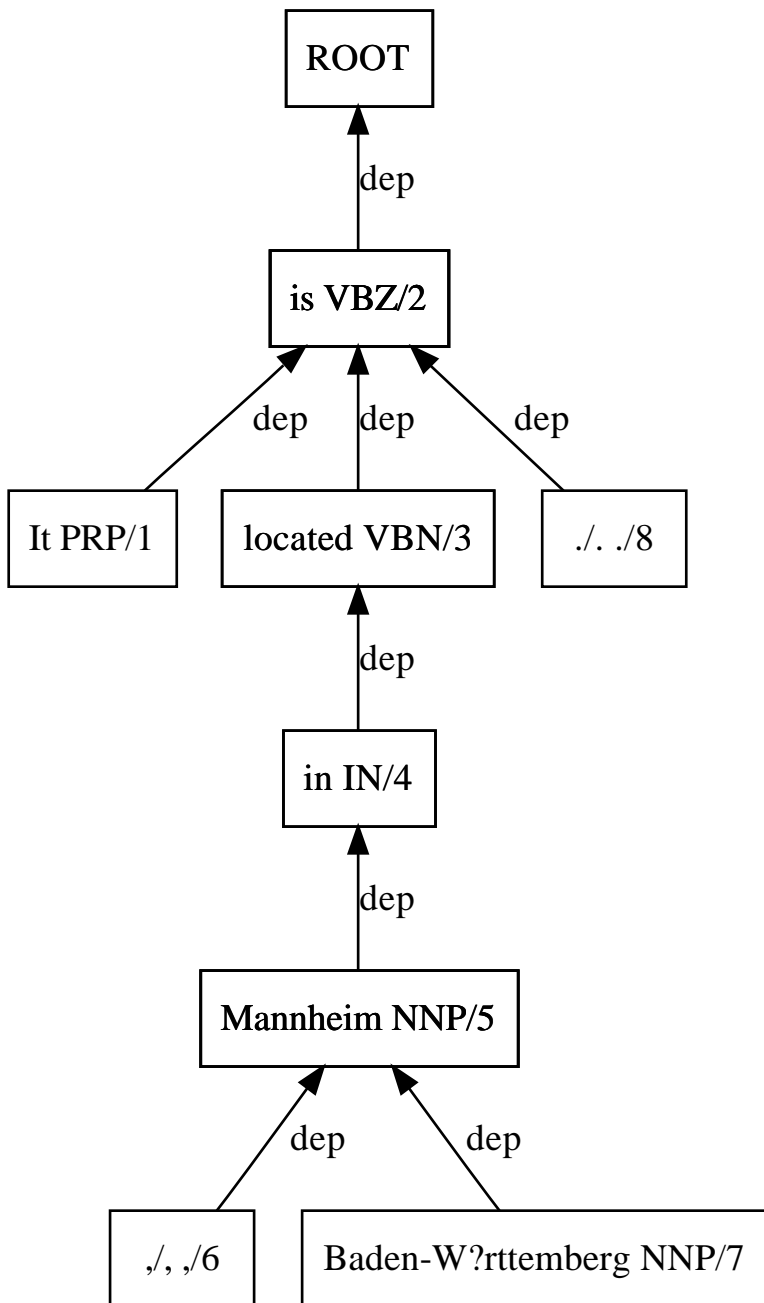 ROOT
dep
is VBZ/2
dep dep dep
It PRP/1 located VBN/3 ./. ./8
dep
in IN/4
dep
Mannheim NNP/5
dep dep
,/, ,/6 Baden-W?rttemberg NNP/7